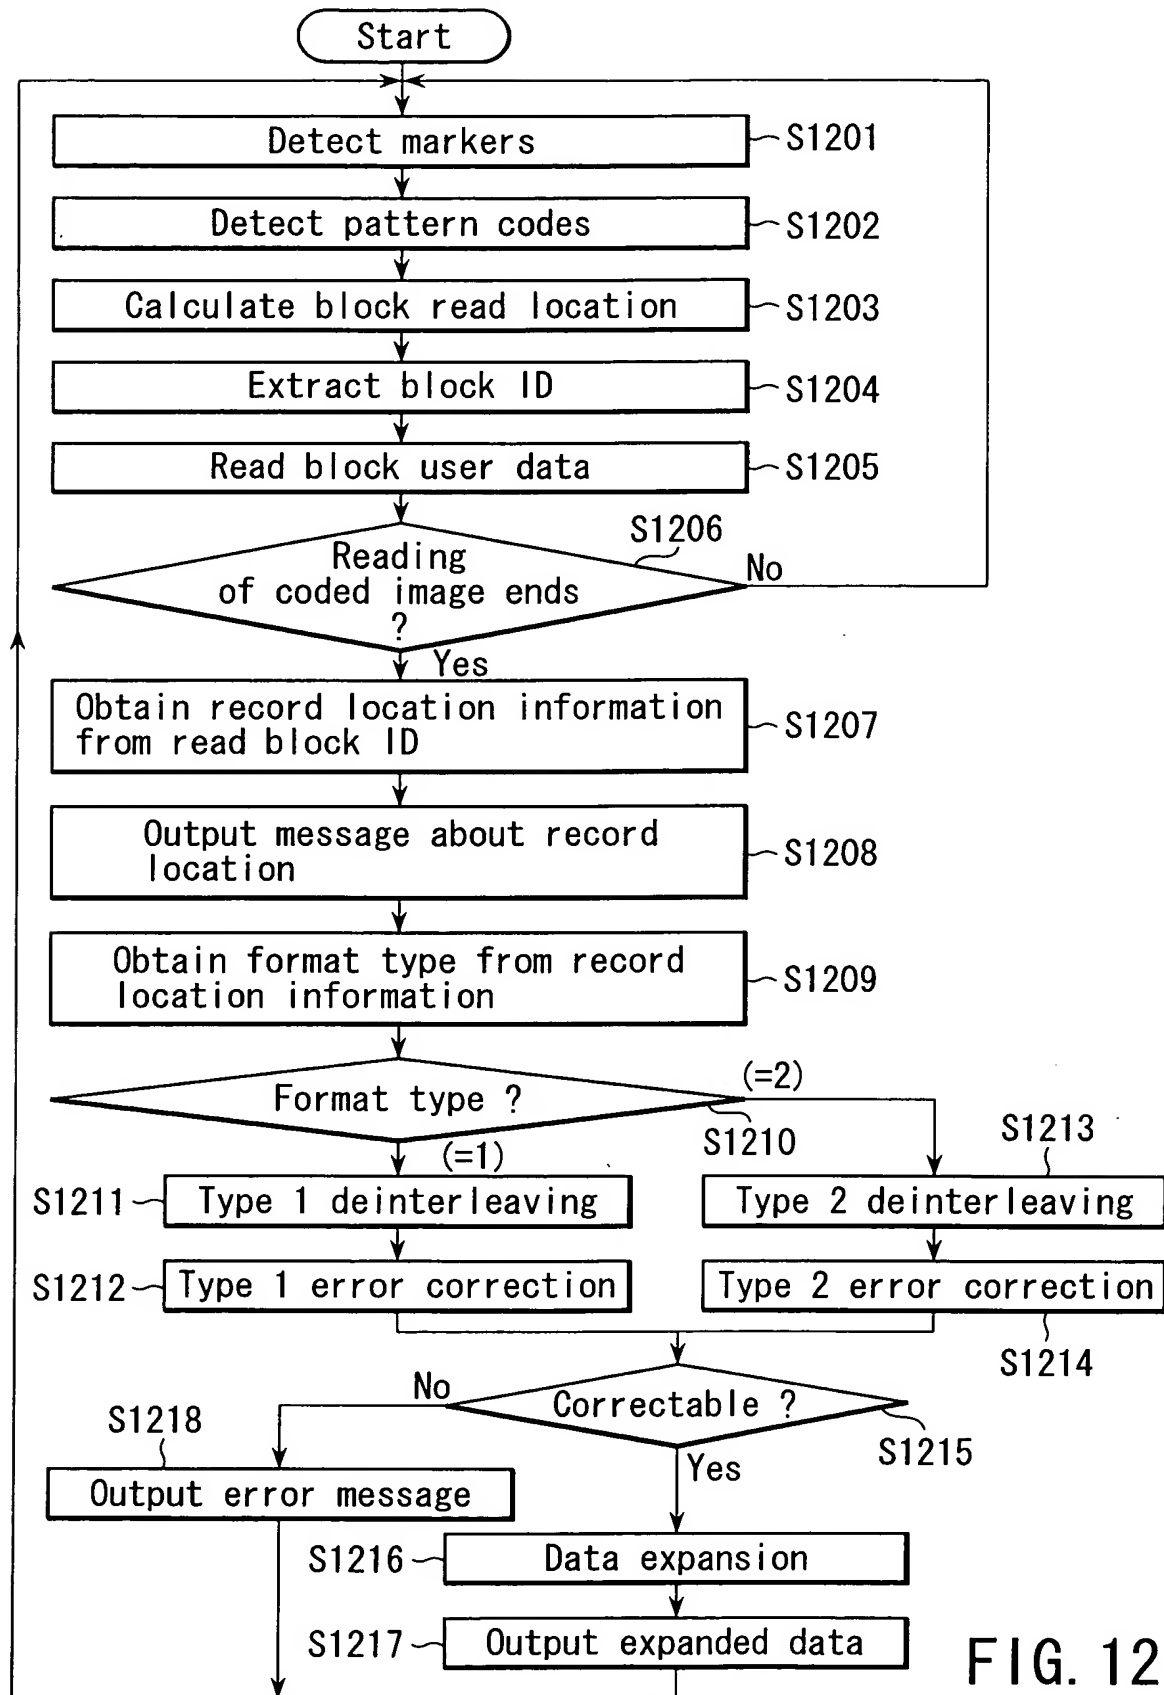 Start
Detect markers
S1201
Detect pattern codes
S1202
Calculate block read location
S1203
Extract block ID
S1204
Read block user data
S1205
S1206
Reading
of coded image ends
?
No
Yes
Obtain record location information
from read block ID
S1207
Output message about record
location
S1208
Obtain format type from record
location information
S1209
Format type ?
(=2)
S1210
(=1)
S1213
S1211
Type 1 deinterleaving
Type 2 deinterleaving
S1212
Type 1 error correction
Type 2 error correction
S1214
No
Correctable ?
S1215
S1218
Yes
Output error message
S1216
Data expansion
S1217
Output expanded data
FIG. 12